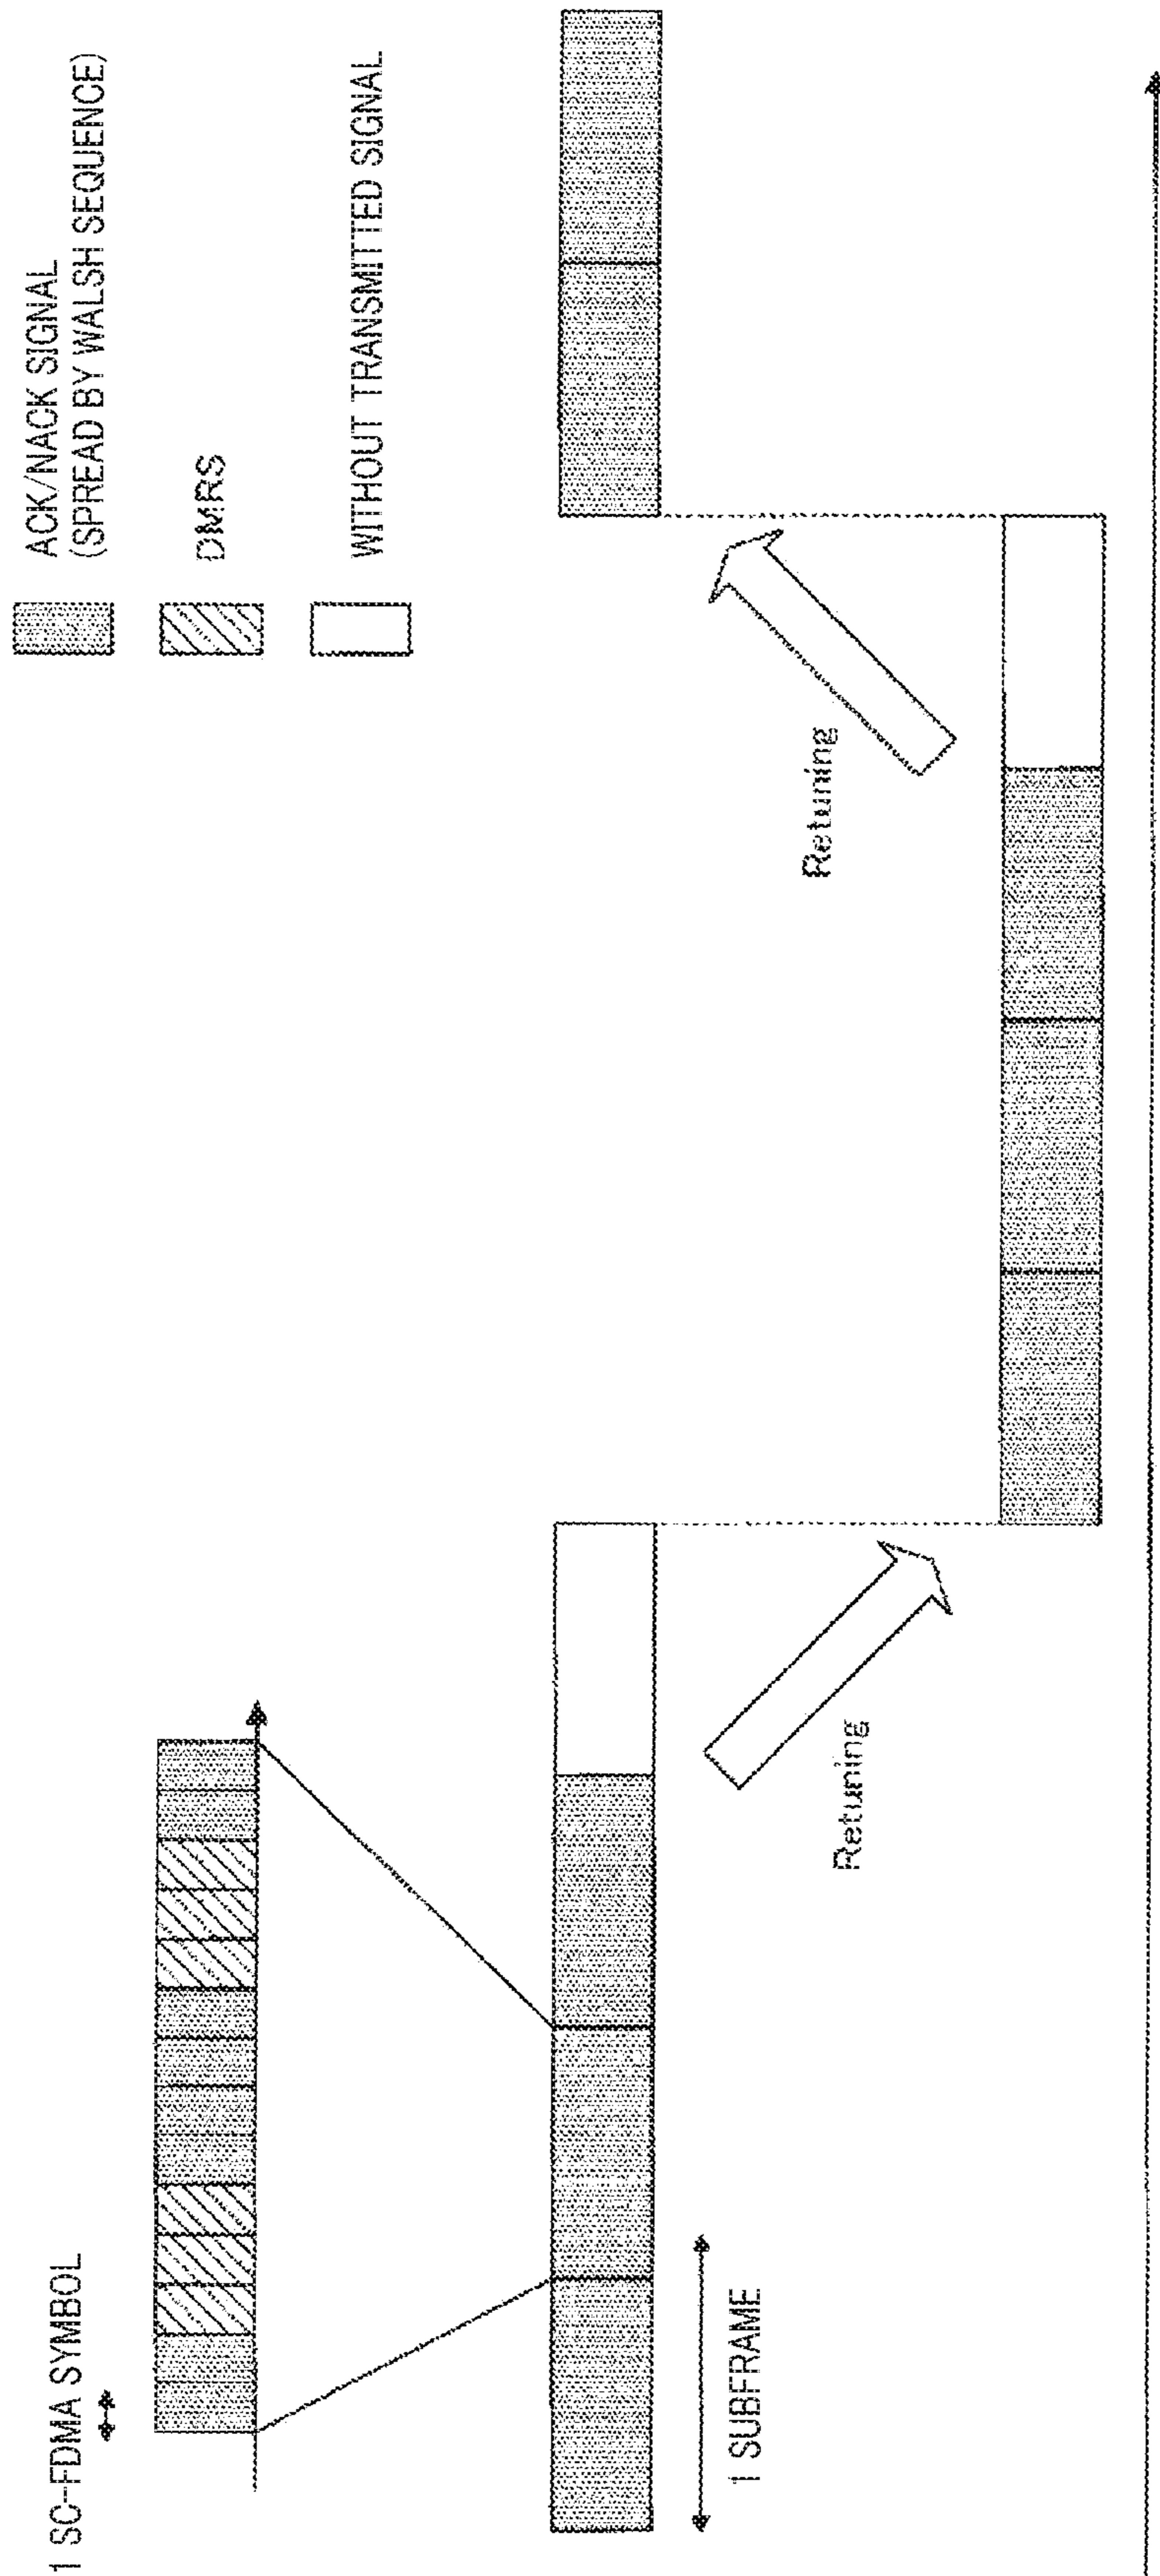 1 SC-FDMA SYMBOL
ACK/NACK SIGNAL
(SPREAD BY WALSH SEQUENCE)
DMRS
WITHOUT TRANSMITTED SIGNAL
1 SUBFRAME
Retuning
Retuning